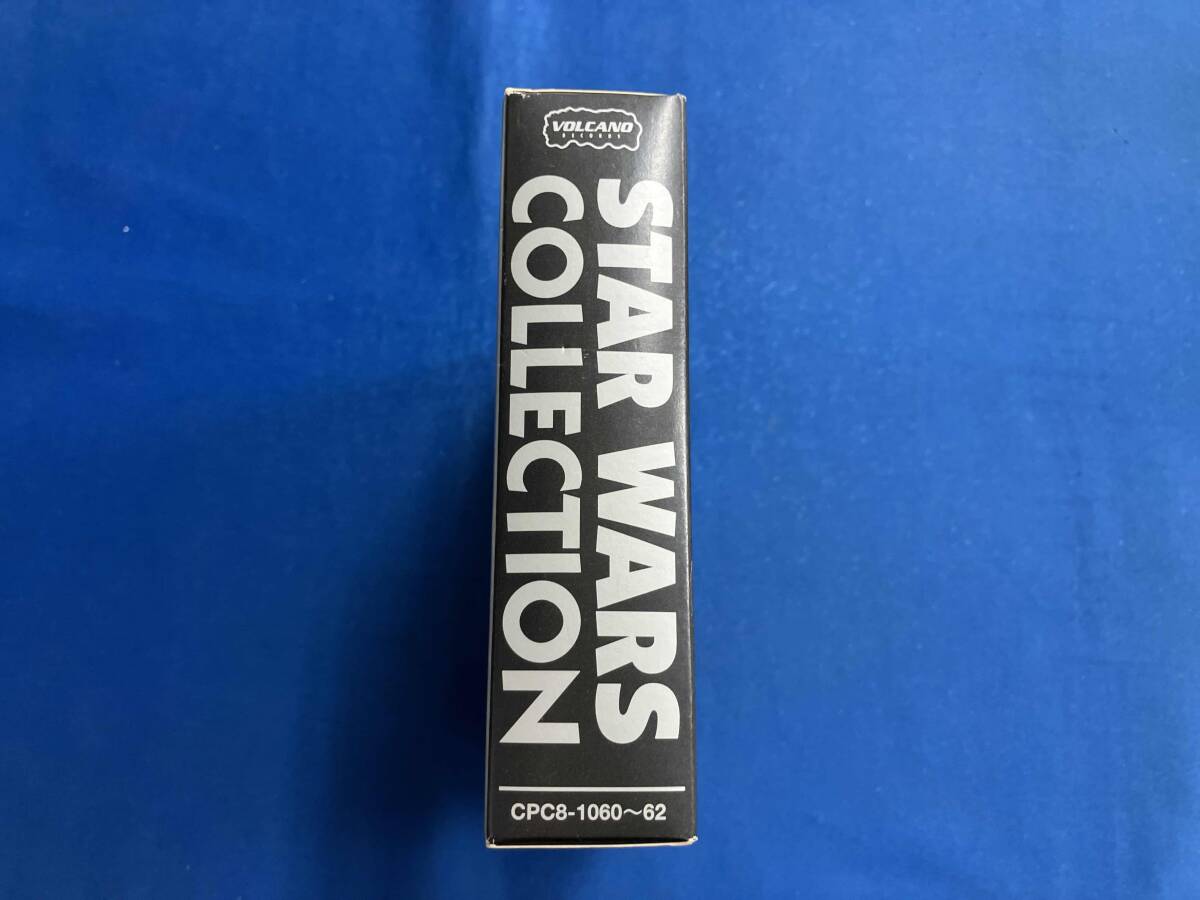 VOLCANO
RECORDS
STAR WARS
COLLECTION
CPC8-1060～62